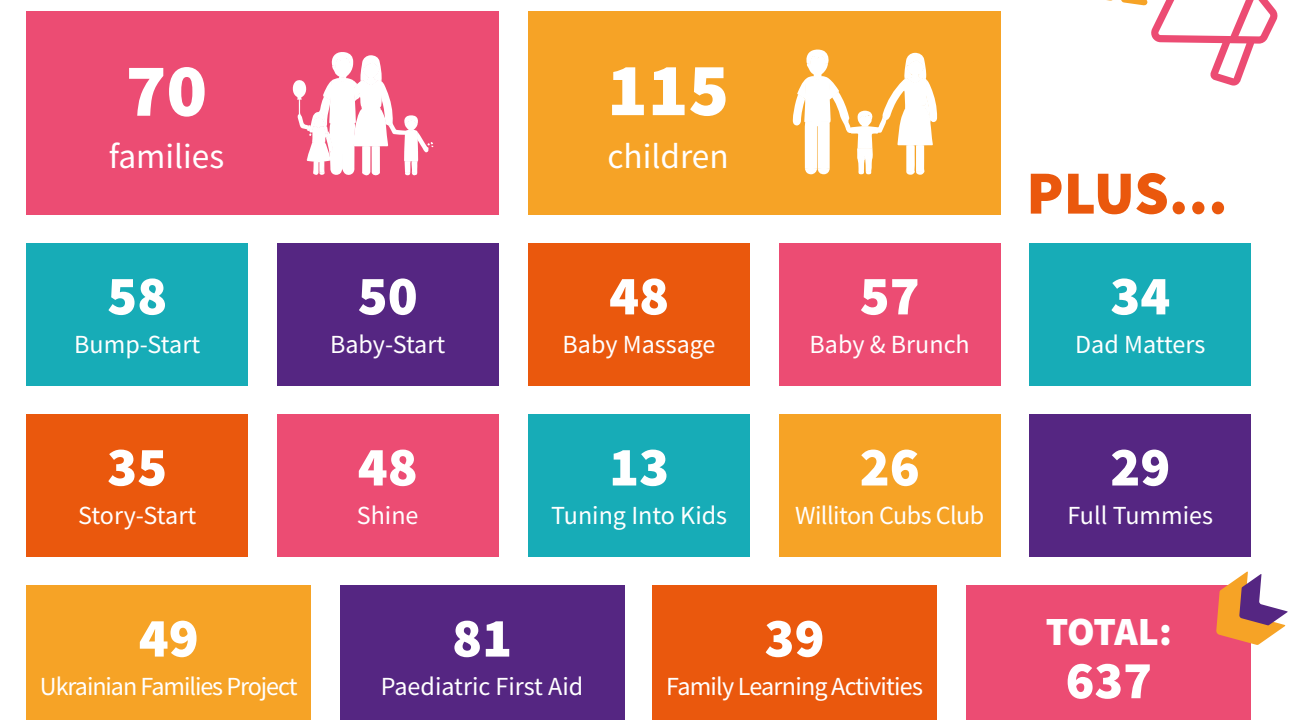 70
families
115
children
PLUS...
58
Bump-Start
50
Baby-Start
48
Baby Massage
57
Baby & Brunch
34
Dad Matters
35
Story-Start
48
Shine
13
Tuning Into Kids
26
Williton Cubs Club
29
Full Tummies
49
Ukrainian Families Project
81
Paediatric First Aid
39
Family Learning Activities
TOTAL:
637